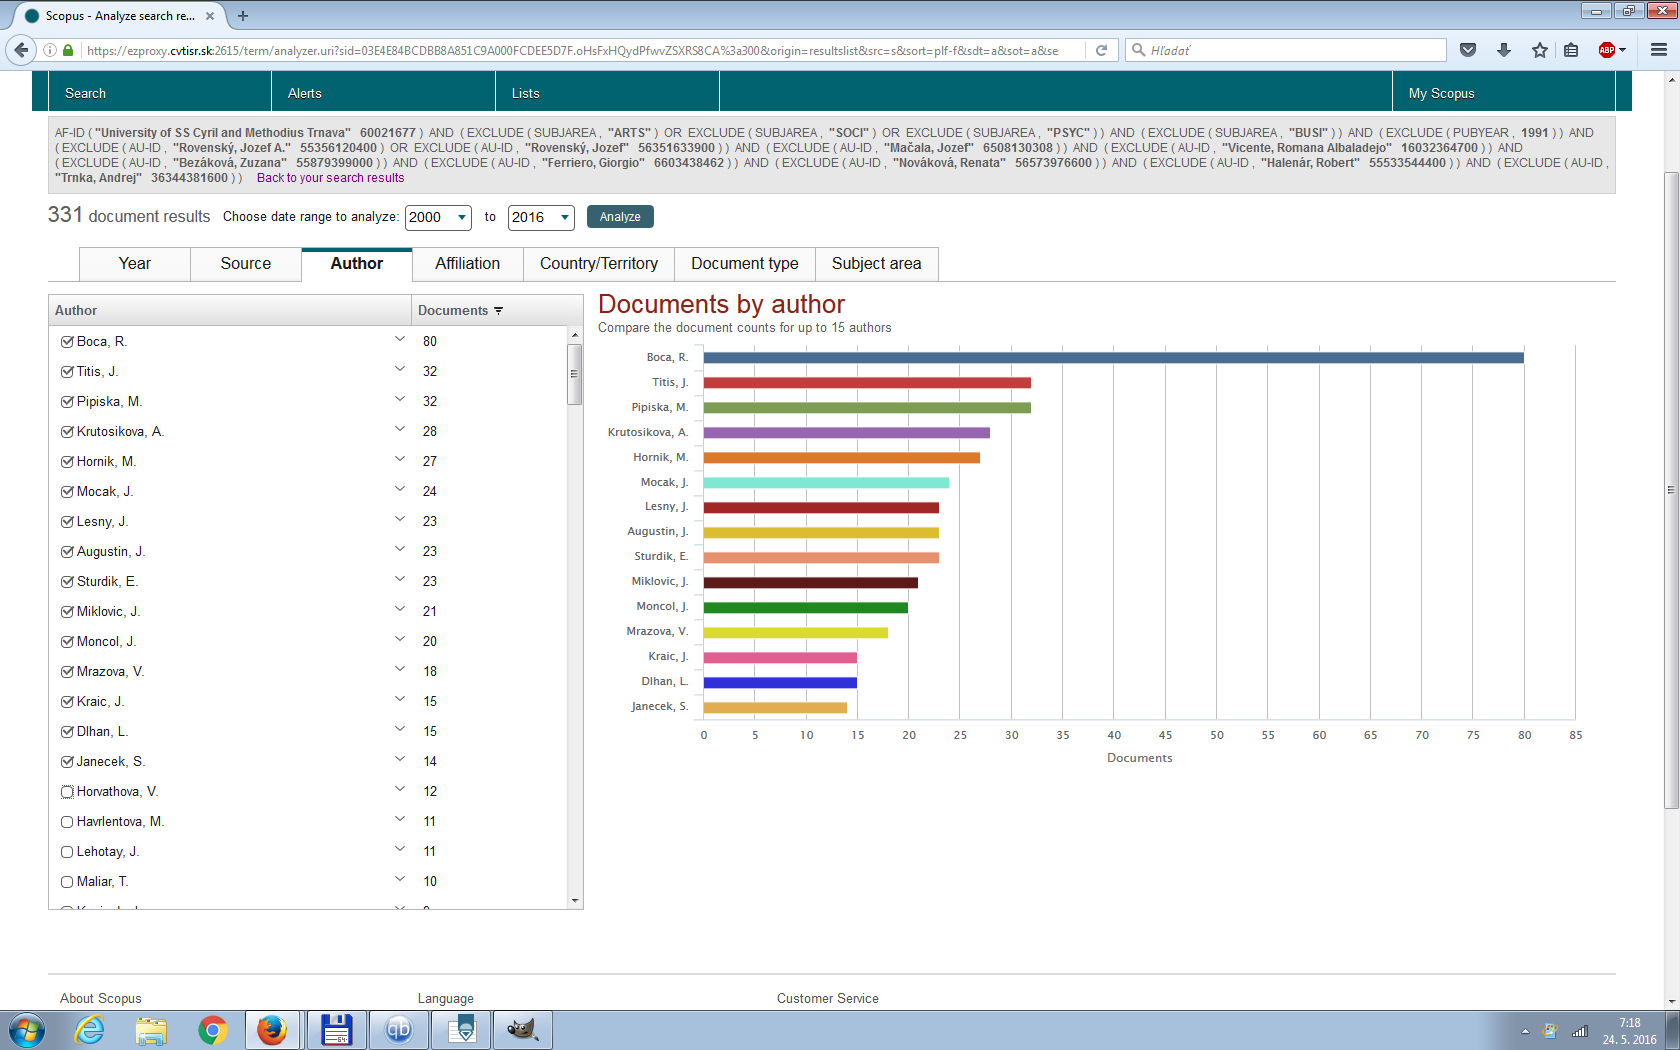 Scopus - Analyze search re...
https://ezproxy.cvtisr.sk:2615/term/analyzer.uri?sid=03E4E84BCDBB8A851C9A000FCDEE5D7F.oHsFxHQydPfwvZSXRS8CA%3a300&origin=resultslist&src=s&sort=plf-f&sdt=a&sot=a&se
Hľadať
ABP
Search
Alerts
Lists
My Scopus
AF-ID ( "University of SS Cyril and Methodius Trnava" 60021677 ) AND ( EXCLUDE ( SUBJAREA , "ARTS" ) OR EXCLUDE ( SUBJAREA , "SOCI" ) OR EXCLUDE ( SUBJAREA , "PSYC" ) ) AND ( EXCLUDE ( SUBJAREA , "BUSI" ) ) AND ( EXCLUDE ( PUBYEAR , 1991 ) ) AND
( EXCLUDE ( AU-ID , "Rovenský, Jozef A." 55356120400 ) OR EXCLUDE ( AU-ID , "Rovenský, Jozef" 56351633900 ) ) AND ( EXCLUDE ( AU-ID , "Mačala, Jozef" 6508130308 ) ) AND ( EXCLUDE ( AU-ID , "Vicente, Romana Albaladejo" 16032364700 ) ) AND
( EXCLUDE ( AU-ID , "Bezáková, Zuzana" 55879399000 ) ) AND ( EXCLUDE ( AU-ID , "Ferriero, Giorgio" 6603438462 ) ) AND ( EXCLUDE ( AU-ID , "Nováková, Renata" 56573976600 ) ) AND ( EXCLUDE ( AU-ID , "Halenár, Robert" 55533544400 ) ) AND ( EXCLUDE ( AU-ID ,
"Trnka, Andrej" 36344381600 ) ) Back to your search results
331 document results Choose date range to analyze: 2000 to 2016 Analyze
Year
Source
Author
Affiliation
Country/Territory
Document type
Subject area
Author Documents
Boca, R. 80
Titis, J. 32
Pipiska, M. 32
Krutosikova, A. 28
Hornik, M. 27
Mocak, J. 24
Lesny, J. 23
Augustin, J. 23
Sturdik, E. 23
Miklovic, J. 21
Moncol, J. 20
Mrazova, V. 18
Kraic, J. 15
Dlhan, L. 15
Janecek, S. 14
Horvathova, V. 12
Havrlentova, M. 11
Lehotay, J. 11
Maliar, T. 10
Documents by author
Compare the document counts for up to 15 authors
Boca, R.
Titis, J.
Pipiska, M.
Krutosikova, A.
Hornik, M.
Mocak, J.
Lesny, J.
Augustin, J.
Sturdik, E.
Miklovic, J.
Moncol, J.
Mrazova, V.
Kraic, J.
Dlhan, L.
Janecek, S.
0 5 10 15 20 25 30 35 40 45 50 55 60 65 70 75 80 85
Documents
About Scopus
Language
Customer Service
64
qb
7:18
24. 5. 2016